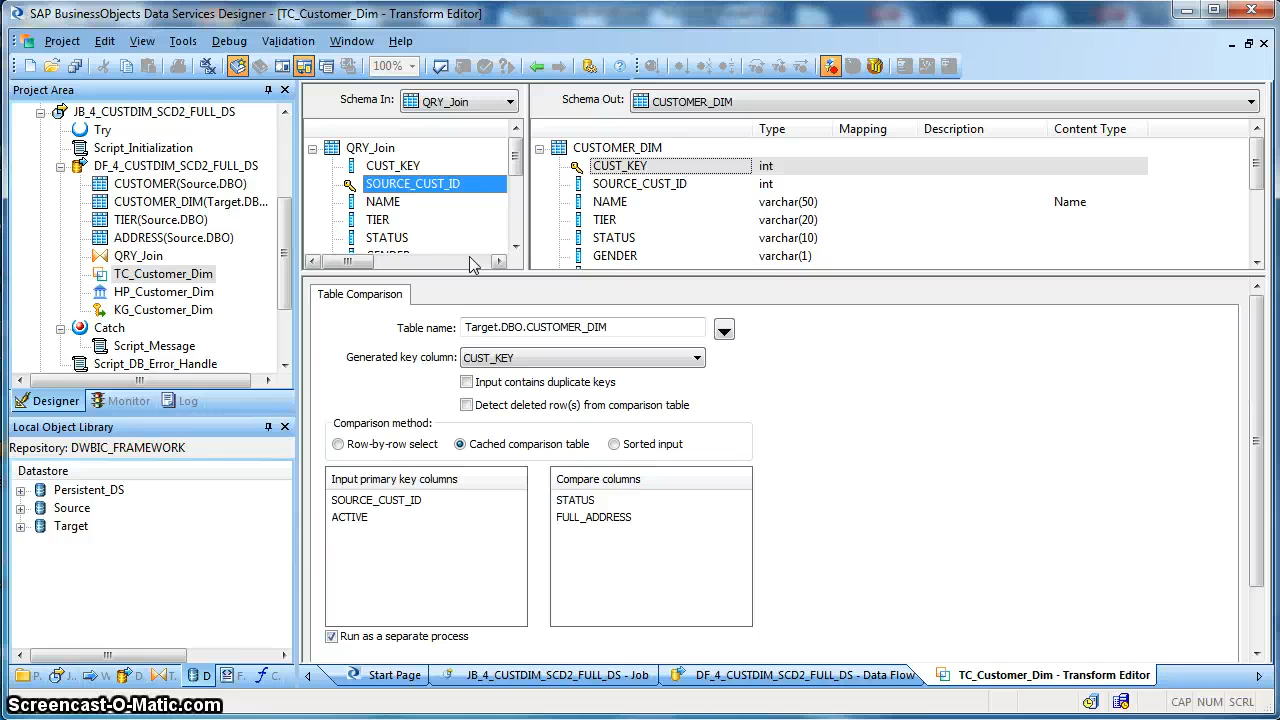 SAP BusinessObjects Data Services Designer - [TC_Customer_Dim - Transform Editor]
Project Edit View Tools Debug Validation Window Help
100%
Project Area
JB_4_CUSTDIM_SCD2_FULL_DS
Try
Script_Initialization
DF_4_CUSTDIM_SCD2_FULL_DS
CUSTOMER(Source.DBO)
CUSTOMER_DIM(Target.DB...
TIER(Source.DBO)
ADDRESS(Source.DBO)
QRY_Join
TC_Customer_Dim
HP_Customer_Dim
KG_Customer_Dim
Catch
Script_Message
Script_DB_Error_Handle
Designer Monitor Log
Local Object Library
Repository: DWBIC_FRAMEWORK
Datastore
Persistent_DS
Source
Target
P... J... W D... T... D F... C...
Schema In: QRY_Join
QRY_Join
CUST_KEY
SOURCE_CUST_ID
NAME
TIER
STATUS
GENDER
Schema Out: CUSTOMER_DIM
Type Mapping Description Content Type
CUSTOMER_DIM
CUST_KEY int
SOURCE_CUST_ID int
NAME varchar(50) Name
TIER varchar(20)
STATUS varchar(10)
GENDER varchar(1)
Table Comparison
Table name: Target.DBO.CUSTOMER_DIM
Generated key column: CUST_KEY
Input contains duplicate keys
Detect deleted row(s) from comparison table
Comparison method:
Row-by-row select Cached comparison table Sorted input
Input primary key columns
SOURCE_CUST_ID
ACTIVE
Compare columns
STATUS
FULL_ADDRESS
Run as a separate process
Start Page JB_4_CUSTDIM_SCD2_FULL_DS - Job DF_4_CUSTDIM_SCD2_FULL_DS - Data Flow TC_Customer_Dim - Transform Editor
CAP NUM SCRL
Screencast-O-Matic.com